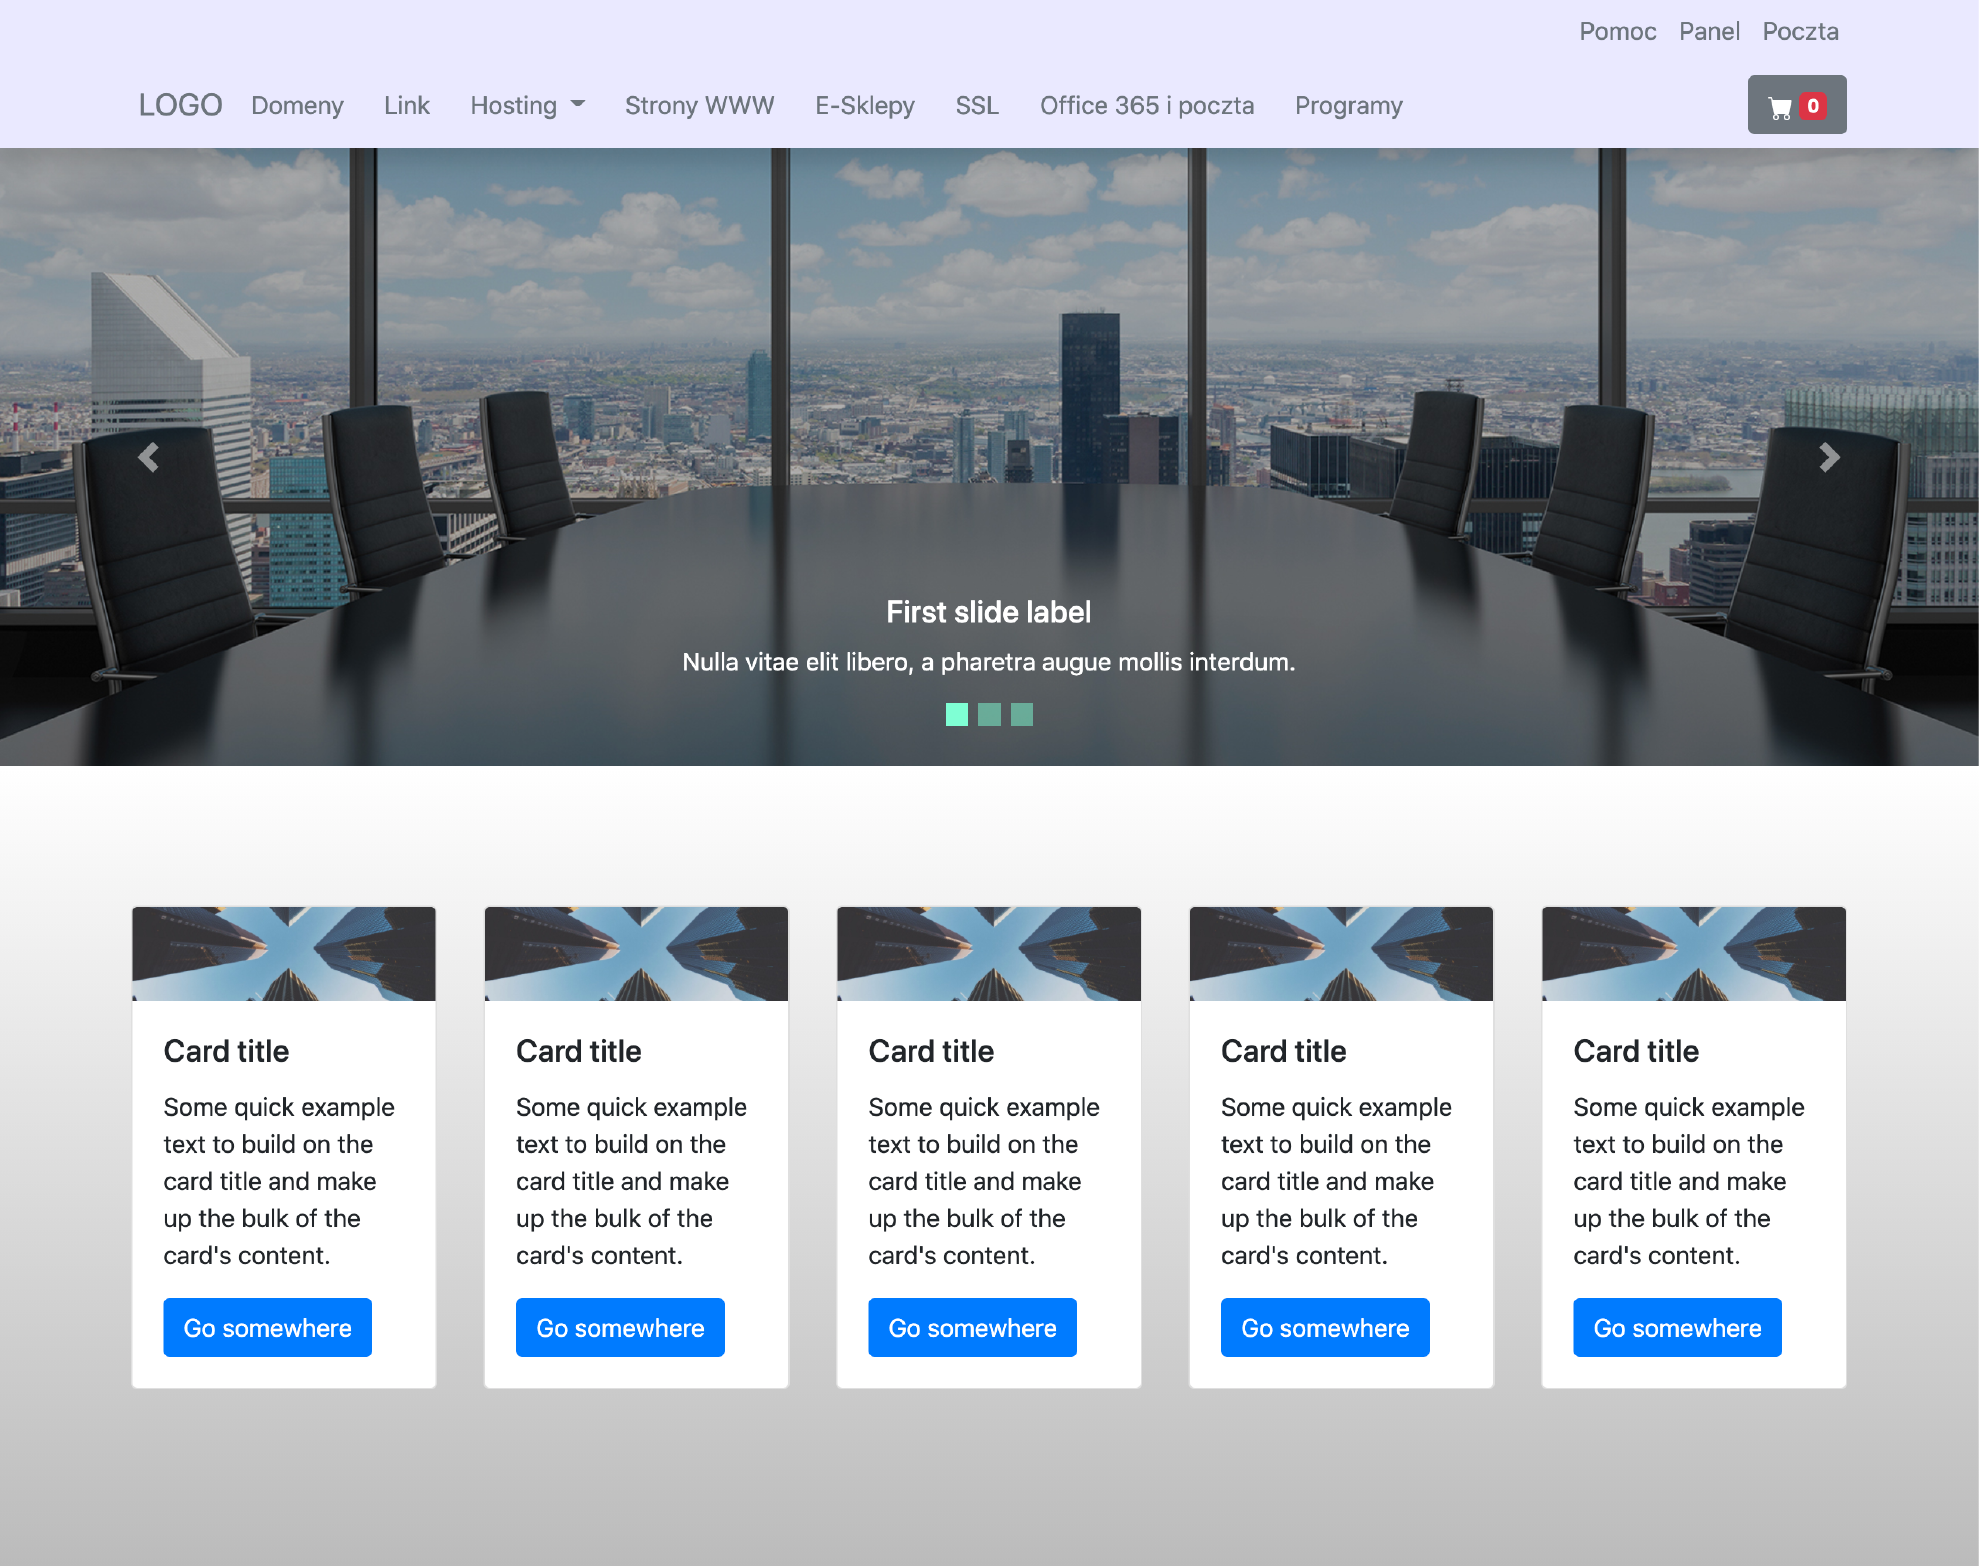 Pomoc Panel Poczta
LOGO Domeny Link Hosting Strony WWW E-Sklepy SSL Office 365 i poczta Programy 0
First slide label
Nulla vitae elit libero, a pharetra augue mollis interdum.
Card title
Some quick example
text to build on the
card title and make
up the bulk of the
card's content.
Go somewhere
Card title
Some quick example
text to build on the
card title and make
up the bulk of the
card's content.
Go somewhere
Card title
Some quick example
text to build on the
card title and make
up the bulk of the
card's content.
Go somewhere
Card title
Some quick example
text to build on the
card title and make
up the bulk of the
card's content.
Go somewhere
Card title
Some quick example
text to build on the
card title and make
up the bulk of the
card's content.
Go somewhere